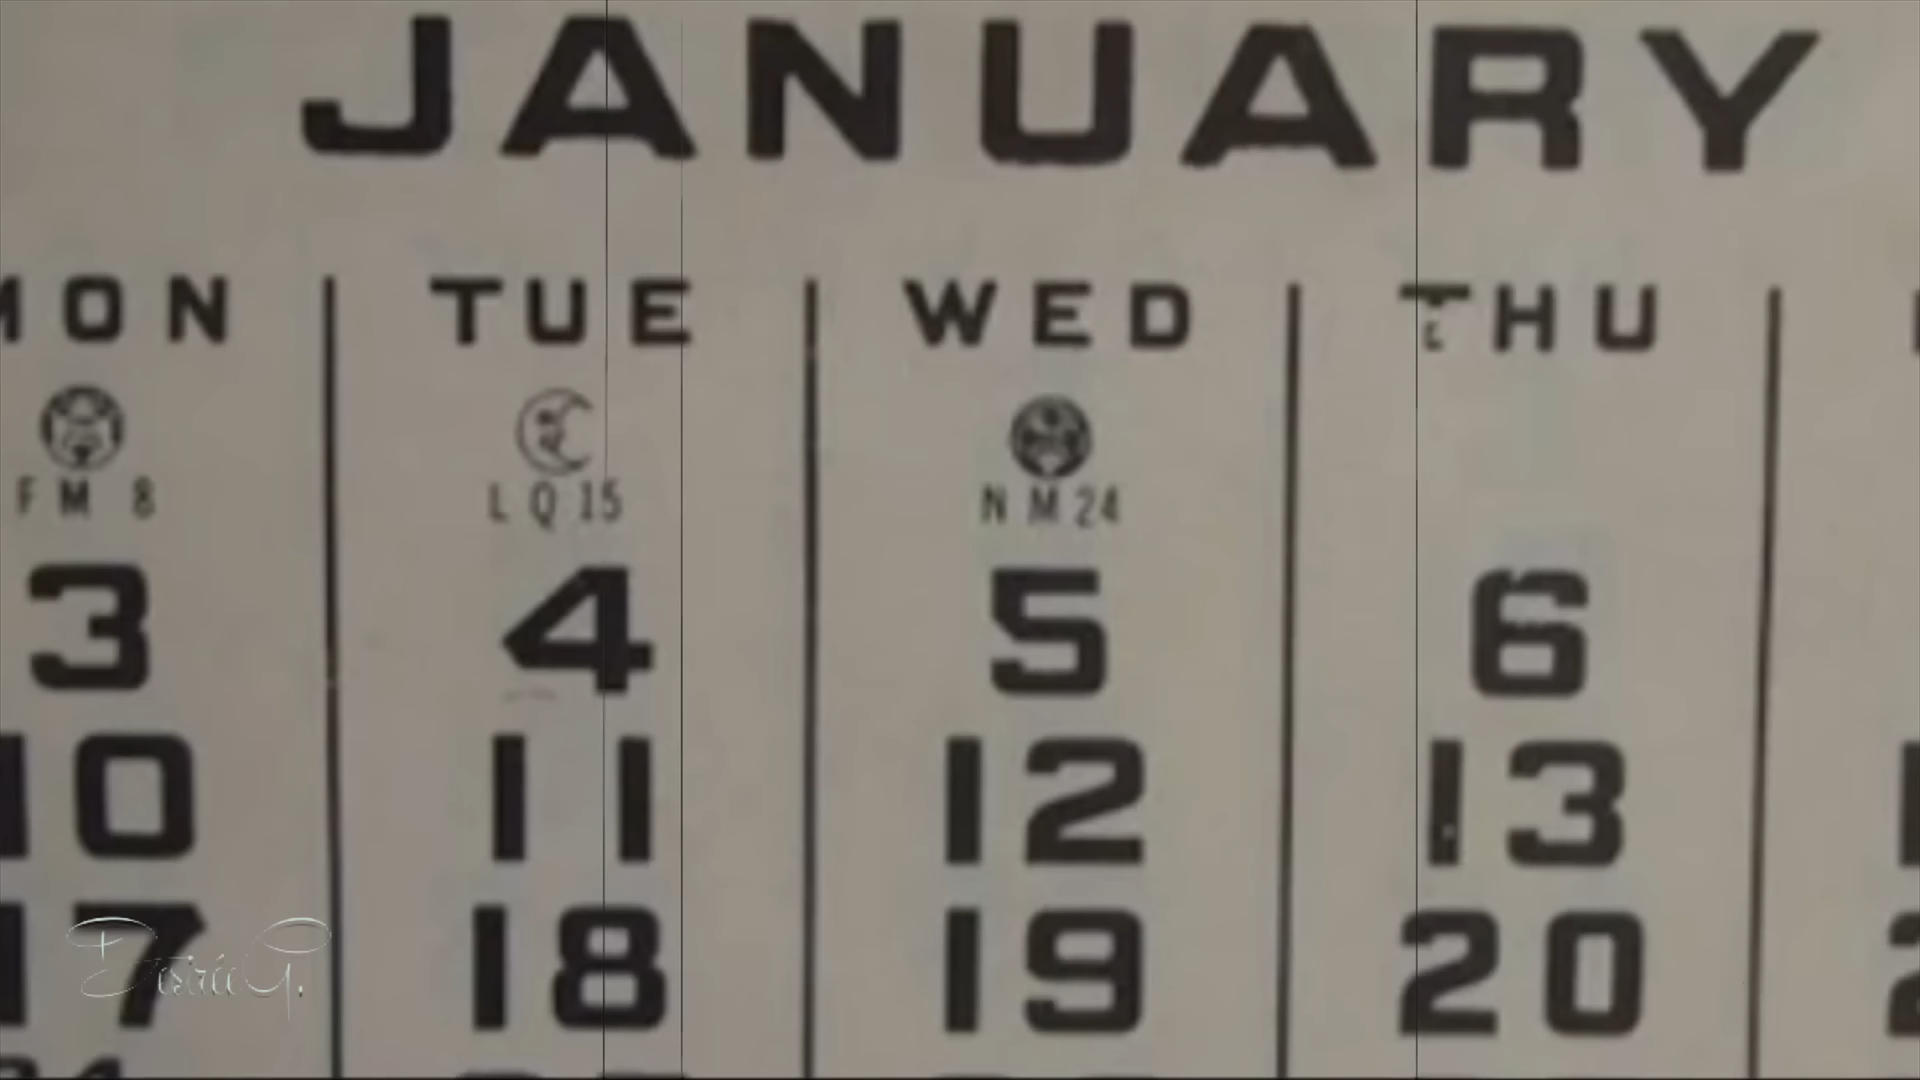 JANUARY
MON TUE WED THU
FM 8 LQ 15 NM 24
3 4 5 6
10 11 12 13
17 18 19 20
Desirée G.